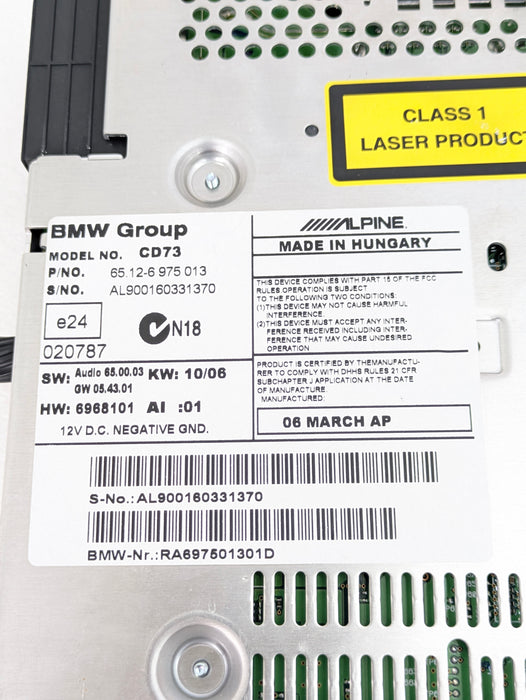 CLASS 1
LASER PRODUCT
BMW Group
MODEL NO. CD73
P/NO. 65.12-6 975 013
S/NO. AL900160331370
e24
N18
020787
SW: Audio 65.00.03 KW: 10/06
GW 05.43.01
HW: 6968101 AI :01
12V D.C. NEGATIVE GND.
ALPINE.
MADE IN HUNGARY
THIS DEVICE COMPLIES WITH PART 15 OF THE FCC
RULES OPERATION IS SUBJECT
TO THE FOLLOWING TWO CONDITIONS:
(1)THIS DEVICE MAY NOT CAUSE HARMFUL
INTERFERENCE
(2)THIS DEVICE MUST ACCEPT ANY INTER-
FERENCE RECEIVED INCLUDING INTER-
FERENCE THAT MAY CAUSE UNDESIRED
OPERATION
PRODUCT IS CERTIFIED BY THEMANUFACTU-
RER TO COMPLY WITH DHHS RULES 21 CFR
SUBCHAPTER J APPLICATION AT THE DATE
OF MANUFACTURE
MANUFACTURED:
06 MARCH AP
S-No.: AL900160331370
BMW-Nr.: RA697501301D